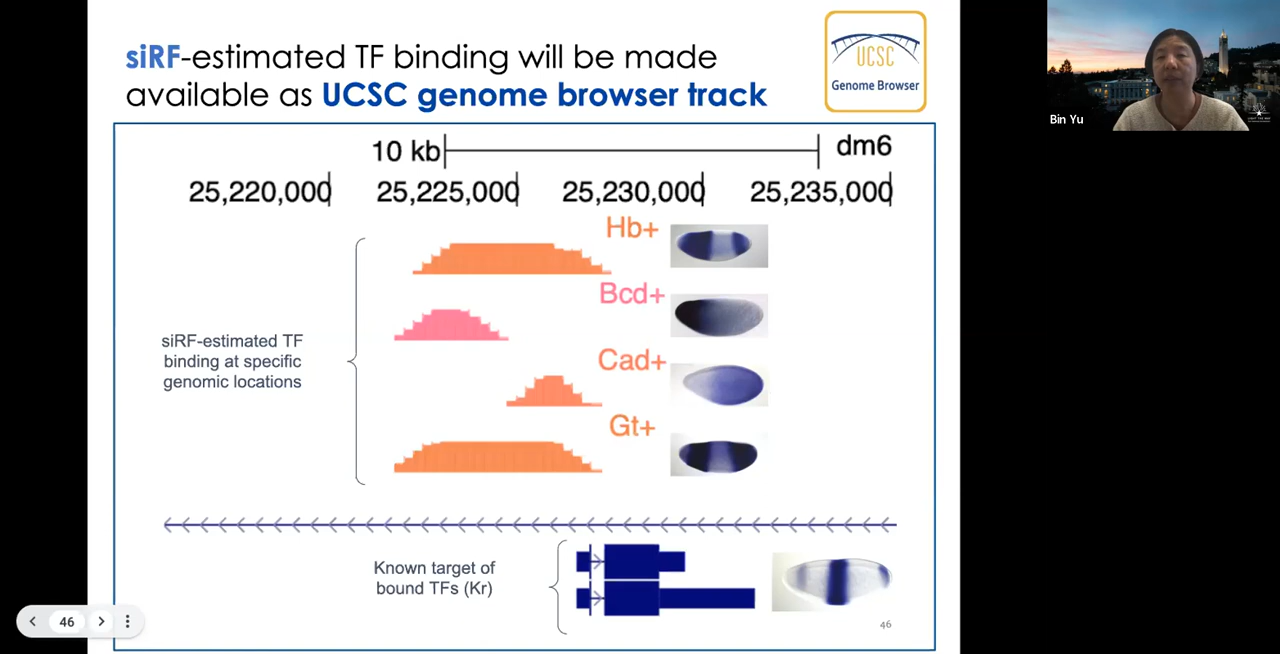 siRF-estimated TF binding will be made
available as UCSC genome browser track
UCSC
Genome Browser
Bin Yu
10 kb
dm6
25,220,000
25,225,000
25,230,000
25,235,000
Hb+
Bcd+
Cad+
Gt+
siRF-estimated TF
binding at specific
genomic locations
Known target of
bound TFs (Kr)
46
46